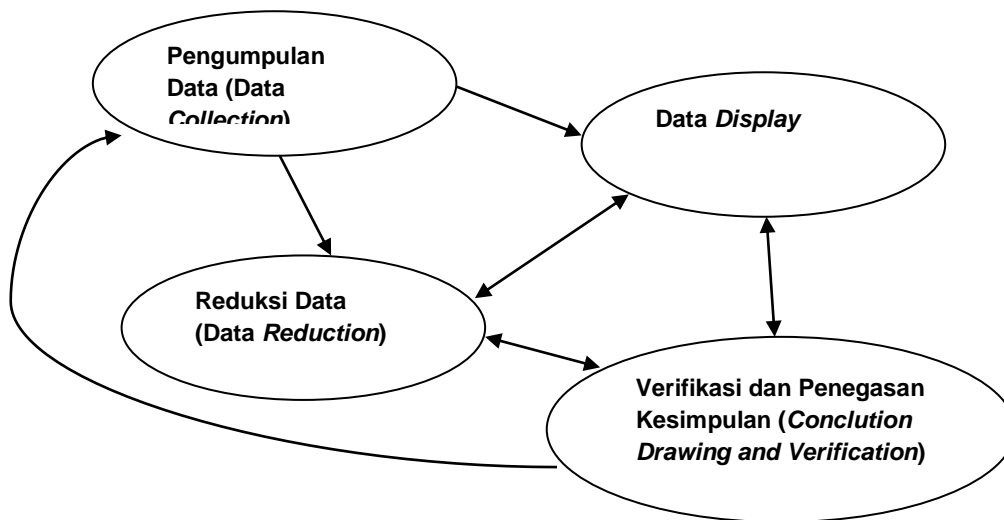 Pengumpulan
Data (Data
Collection)
Data Display
Reduksi Data
(Data Reduction)
Verifikasi dan Penegasan
Kesimpulan (Conclution
Drawing and Verification)